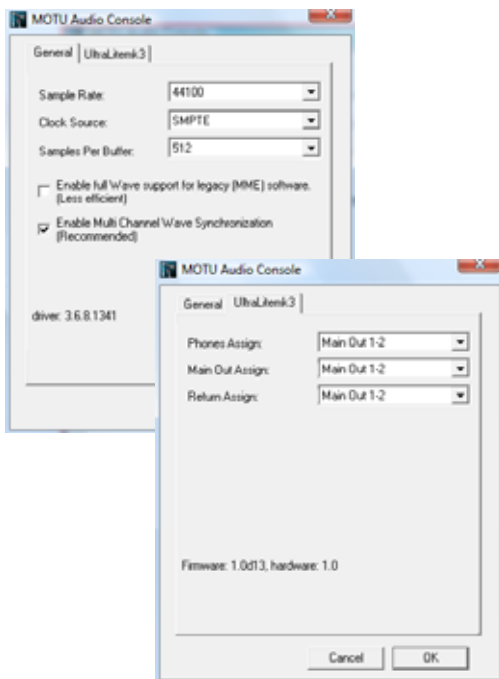 MOTU Audio Console
General UltraLitemk3
Sample Rate: 44100
Clock Source: SMPTE
Samples Per Buffer: 512
Enable full Wave support for legacy (MME) software.
(Less efficient)
Enable Multi Channel Wave Synchronization
(Recommended)
driver: 3.6.8.1341
MOTU Audio Console
General UltraLitemk3
Phones Assign: Main Out 1-2
Main Out Assign: Main Out 1-2
Return Assign: Main Out 1-2
Firmware: 1.0d13, hardware: 1.0
Cancel OK